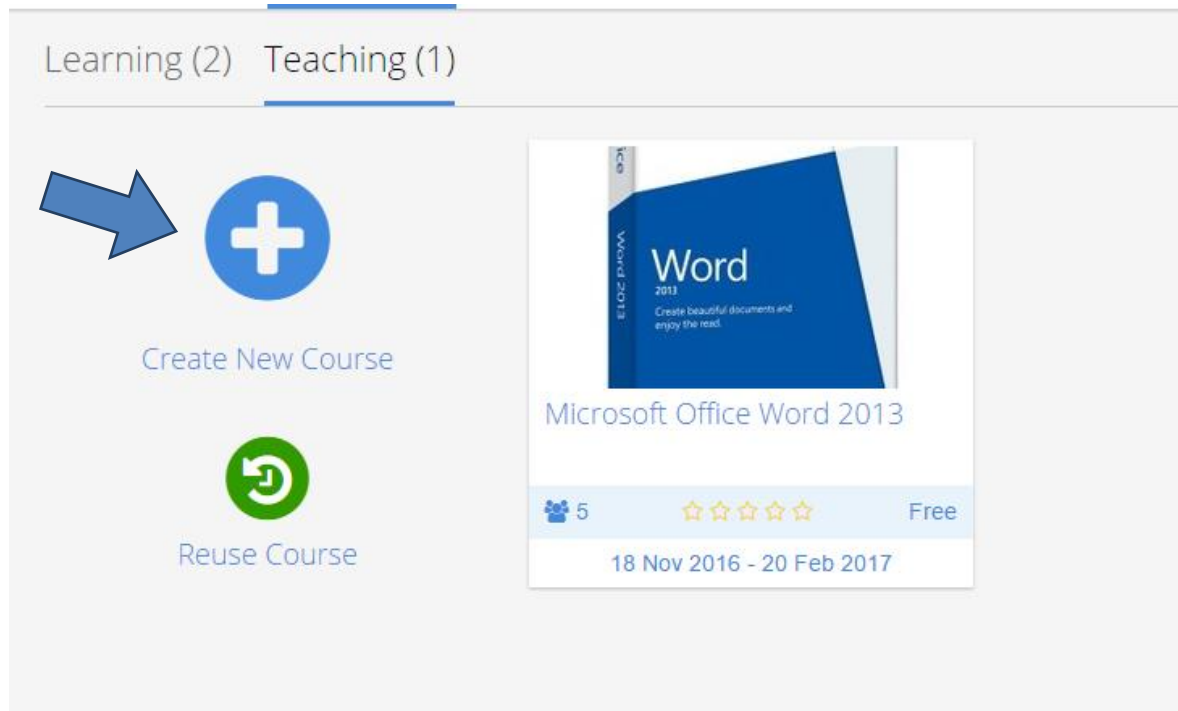 Learning (2) Teaching (1)
Create New Course
Reuse Course
ice
Word 2013
Word
2013
Create beautiful documents and
enjoy the read.
Microsoft Office Word 2013
5 Free
18 Nov 2016 - 20 Feb 2017